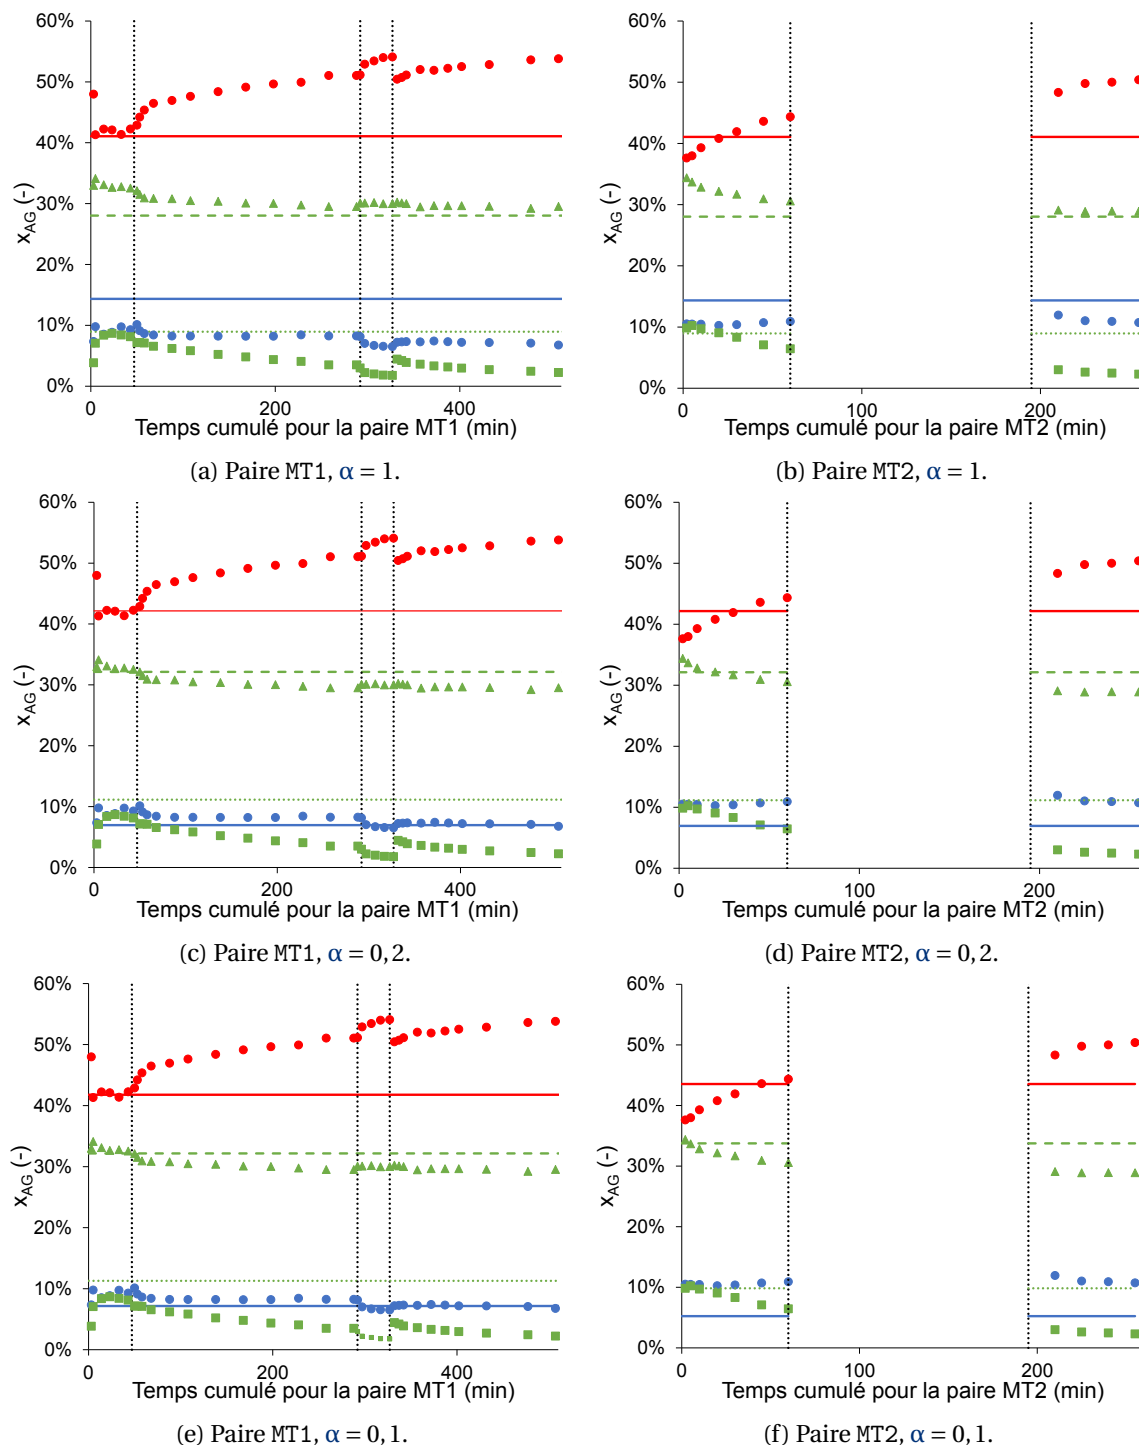 60%
50%
40%
30%
20%
10%
0%
x_AG (-)
0 200 400
Temps cumulé pour la paire MT1 (min)
(a) Paire MT1, α = 1.
60%
50%
40%
30%
20%
10%
0%
x_AG (-)
0 100 200
Temps cumulé pour la paire MT2 (min)
(b) Paire MT2, α = 1.
60%
50%
40%
30%
20%
10%
0%
x_AG (-)
0 200 400
Temps cumulé pour la paire MT1 (min)
(c) Paire MT1, α = 0,2.
60%
50%
40%
30%
20%
10%
0%
x_AG (-)
0 100 200
Temps cumulé pour la paire MT2 (min)
(d) Paire MT2, α = 0,2.
60%
50%
40%
30%
20%
10%
0%
x_AG (-)
0 200 400
Temps cumulé pour la paire MT1 (min)
(e) Paire MT1, α = 0,1.
60%
50%
40%
30%
20%
10%
0%
x_AG (-)
0 100 200
Temps cumulé pour la paire MT2 (min)
(f) Paire MT2, α = 0,1.